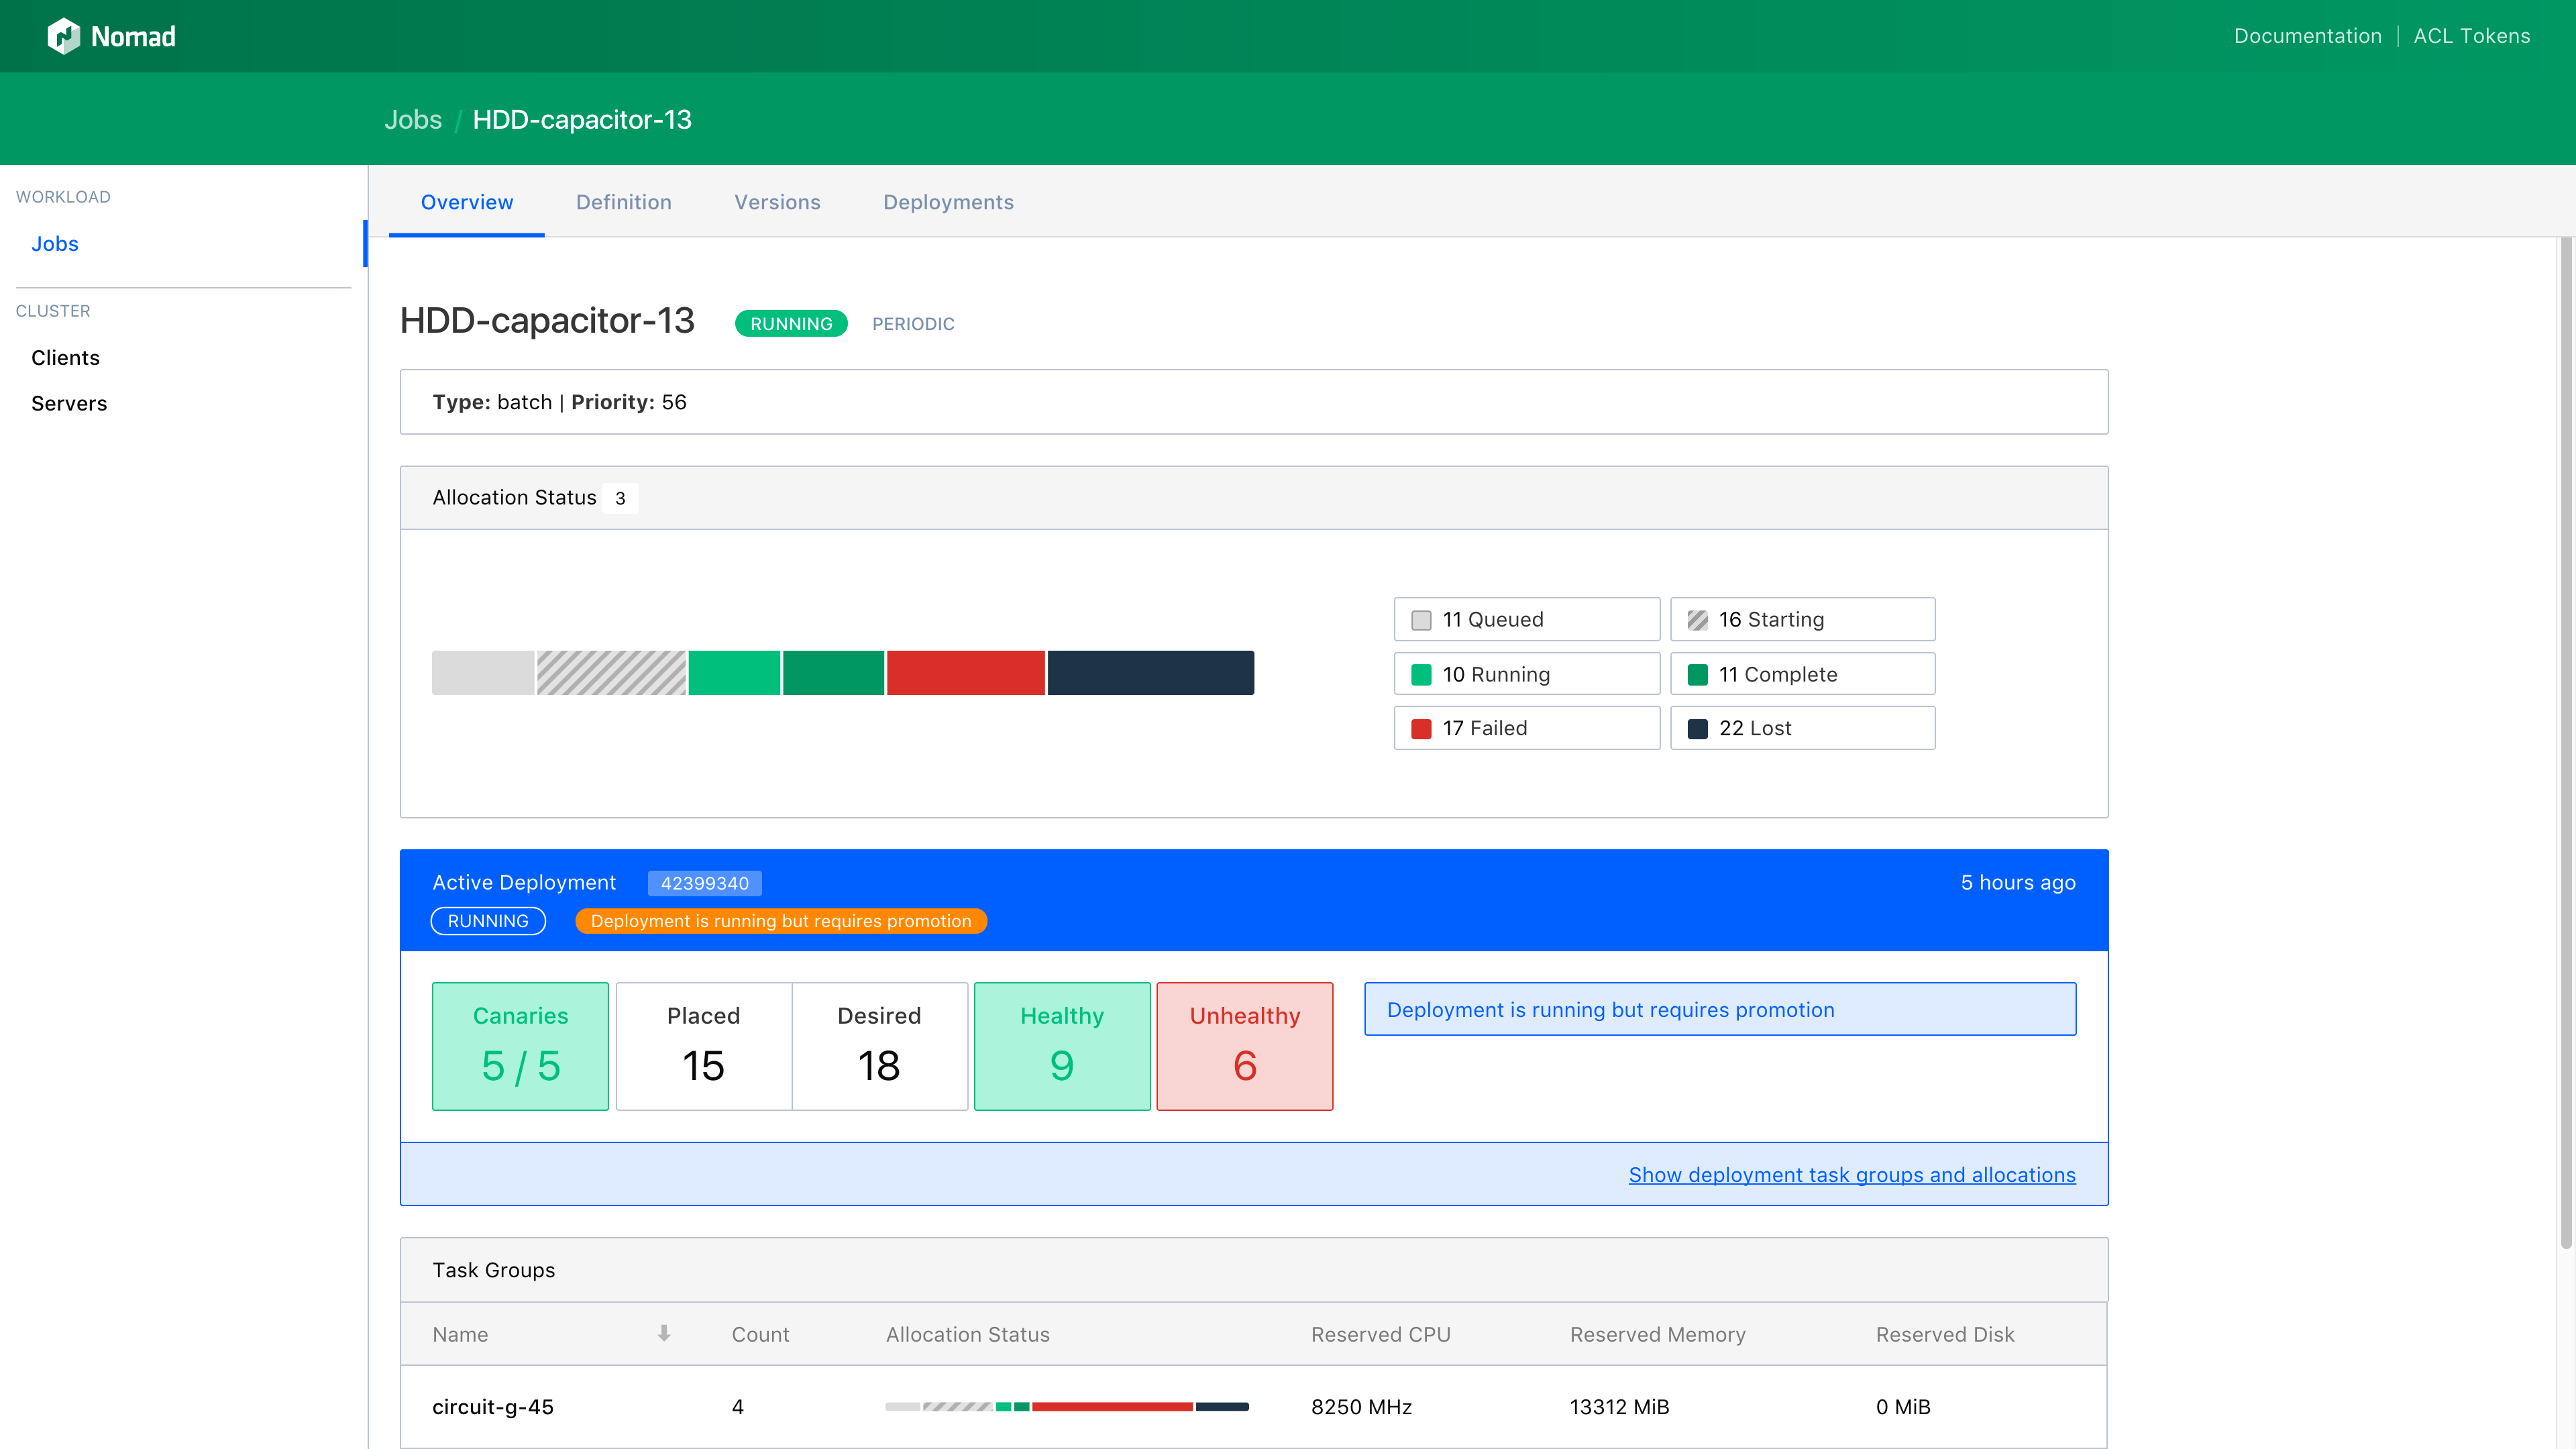 Nomad
Documentation | ACL Tokens
Jobs / HDD-capacitor-13
WORKLOAD
Jobs
CLUSTER
Clients
Servers
Overview Definition Versions Deployments
HDD-capacitor-13 RUNNING PERIODIC
Type: batch | Priority: 56
Allocation Status 3
11 Queued 16 Starting
10 Running 11 Complete
17 Failed 22 Lost
Active Deployment 42399340 5 hours ago
RUNNING Deployment is running but requires promotion
Canaries Placed Desired Healthy Unhealthy
5 / 5 15 18 9 6
Deployment is running but requires promotion
Show deployment task groups and allocations
Task Groups
Name Count Allocation Status Reserved CPU Reserved Memory Reserved Disk
circuit-g-45 4 8250 MHz 13312 MiB 0 MiB